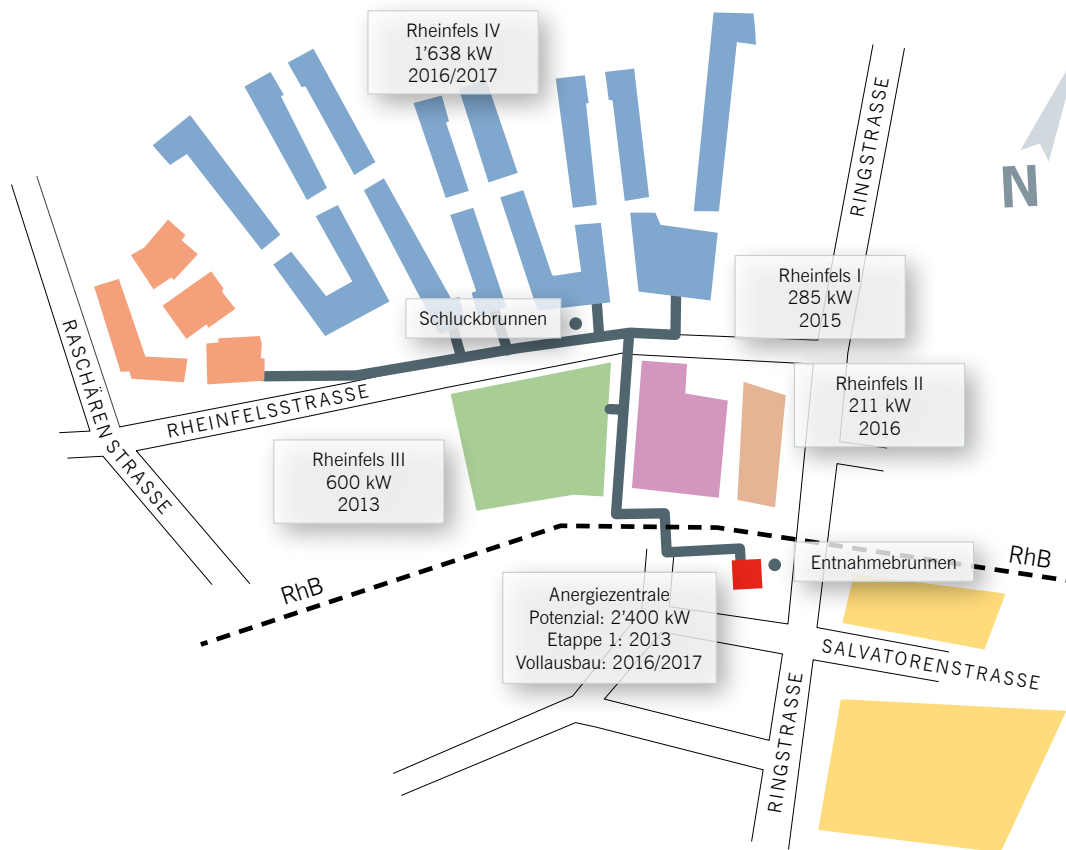 Rheinfels IV
1’638 kW
2016/2017
RINGSTRASSE
N
Rheinfels I
285 kW
2015
Schluckbrunnen
RASCHÄRENSTRASSE
RHEINFELSSTRASSE
Rheinfels II
211 kW
2016
Rheinfels III
600 kW
2013
RhB
Entnahmebrunnen
RhB
Anergiezentrale
Potenzial: 2’400 kW
Etappe 1: 2013
Vollausbau: 2016/2017
SALVATORENSTRASSE
RINGSTRASSE